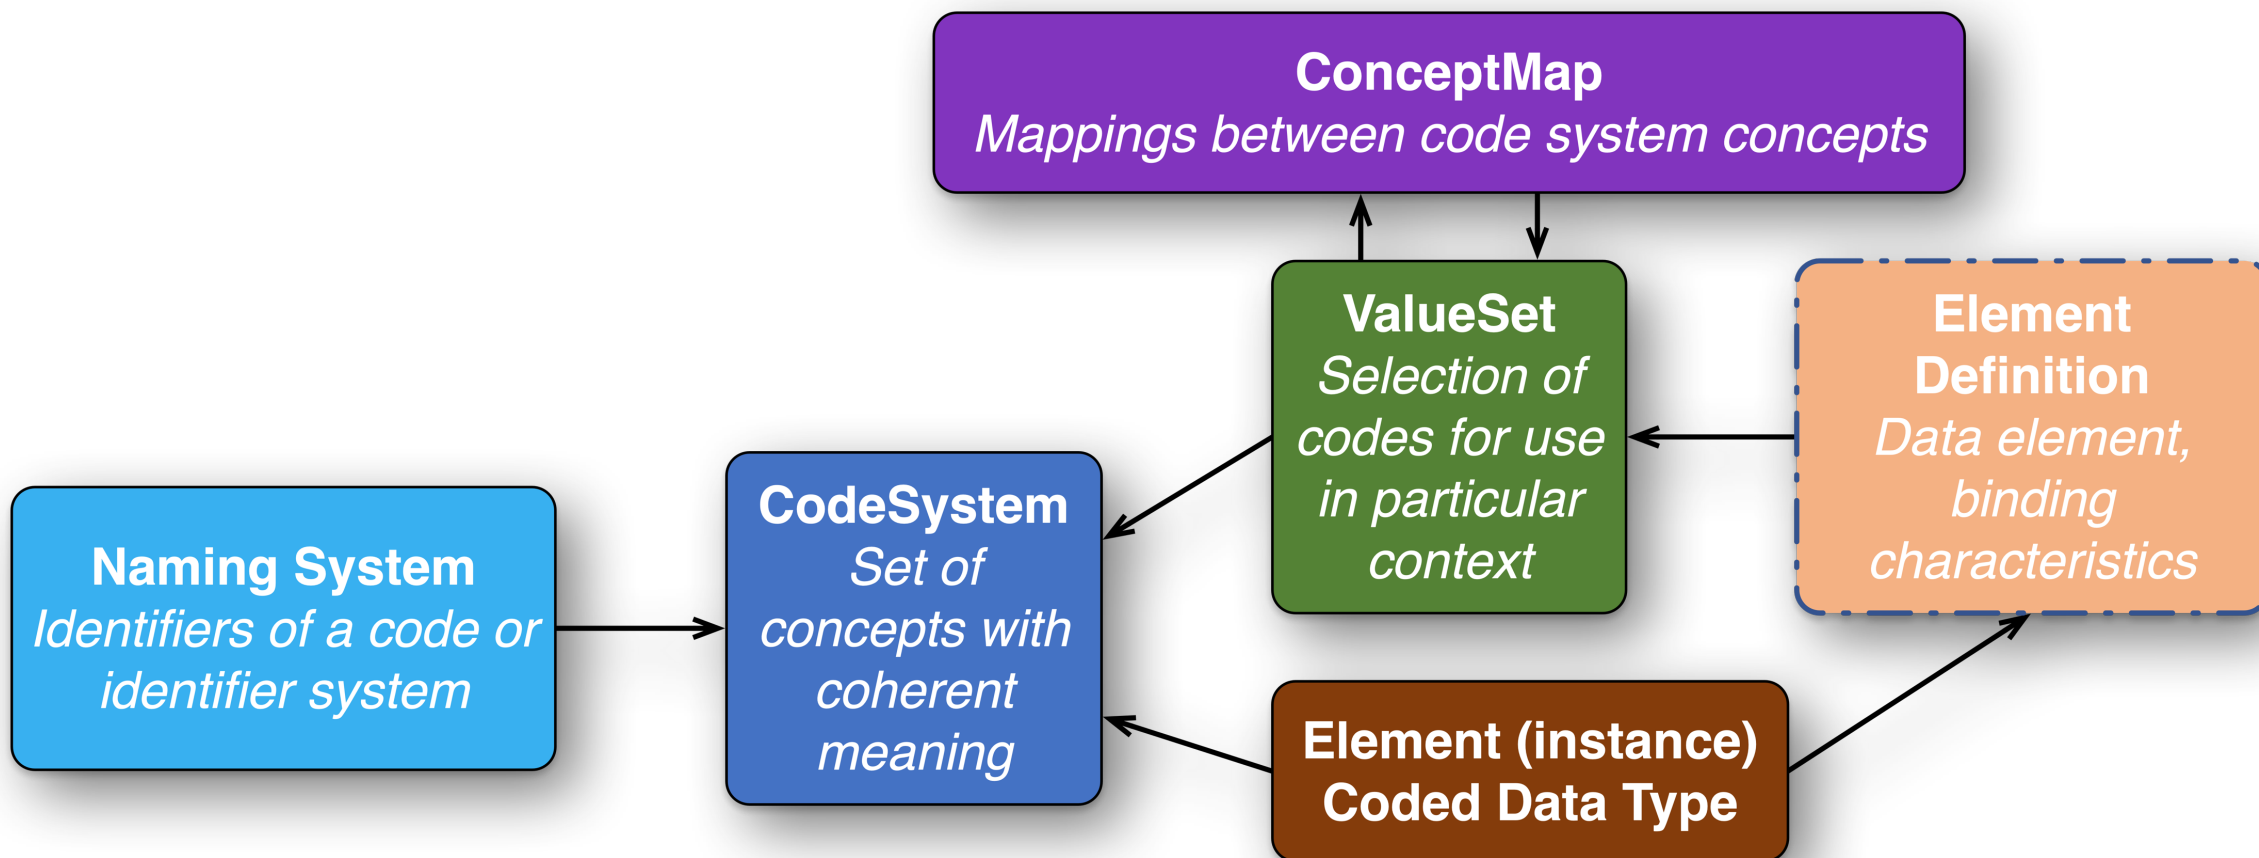 ConceptMap
Mappings between code system concepts
ValueSet
Selection of
codes for use
in particular
context
Element
Definition
Data element,
binding
characteristics
CodeSystem
Set of
concepts with
coherent
meaning
Naming System
Identifiers of a code or
identifier system
Element (instance)
Coded Data Type